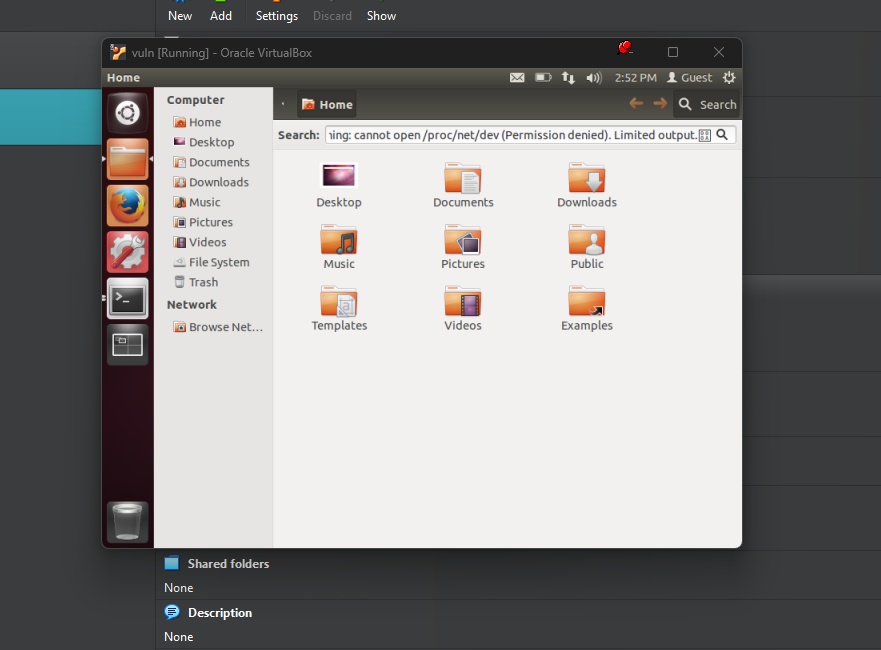 New Add Settings Discard Show
vuln [Running] - Oracle VirtualBox
Home
2:52 PM Guest
Computer
Home
Desktop
Documents
Downloads
Music
Pictures
Videos
File System
Trash
Network
Browse Net...
Home
Search
Search: ning: cannot open /proc/net/dev (Permission denied). Limited output.
Desktop Documents Downloads
Music Pictures Public
Templates Videos Examples
Shared folders
None
Description
None